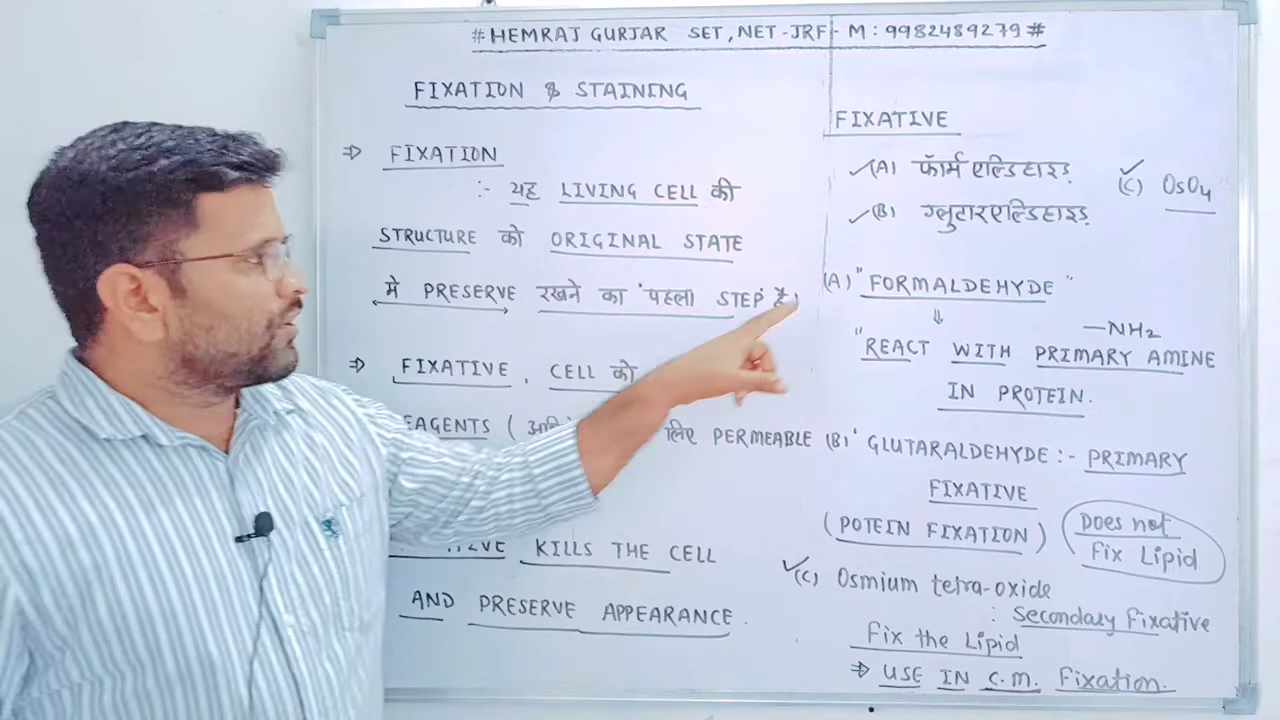 # HEMRAJ GURJAR SET, NET-JRF - M : 9982489279 #
FIXATION & STAINING
⇒ FIXATION
:- यह LIVING CELL की
STRUCTURE को ORIGINAL STATE
मे PRESERVE रखने का 'पहला STEP' है।
⇒ FIXATIVE , CELL को
EAGENTS ( लिए PERMEABLE
KILLS THE CELL
AND PRESERVE APPEARANCE .
FIXATIVE
(A) फॉर्मएल्डिहाइड
(B) ग्लुटारएल्डिहाइड
(C) OsO4
(A) "FORMALDEHYDE"
⇓
—NH2
"REACT WITH PRIMARY AMINE
IN PROTEIN.
(B)' GLUTARALDEHYDE :- PRIMARY
FIXATIVE
(POTEIN FIXATION)
Does not
Fix Lipid
(C) Osmium tetra-oxide
: Secondary Fixative
Fix the Lipid
⇒ USE IN C.M. Fixation.